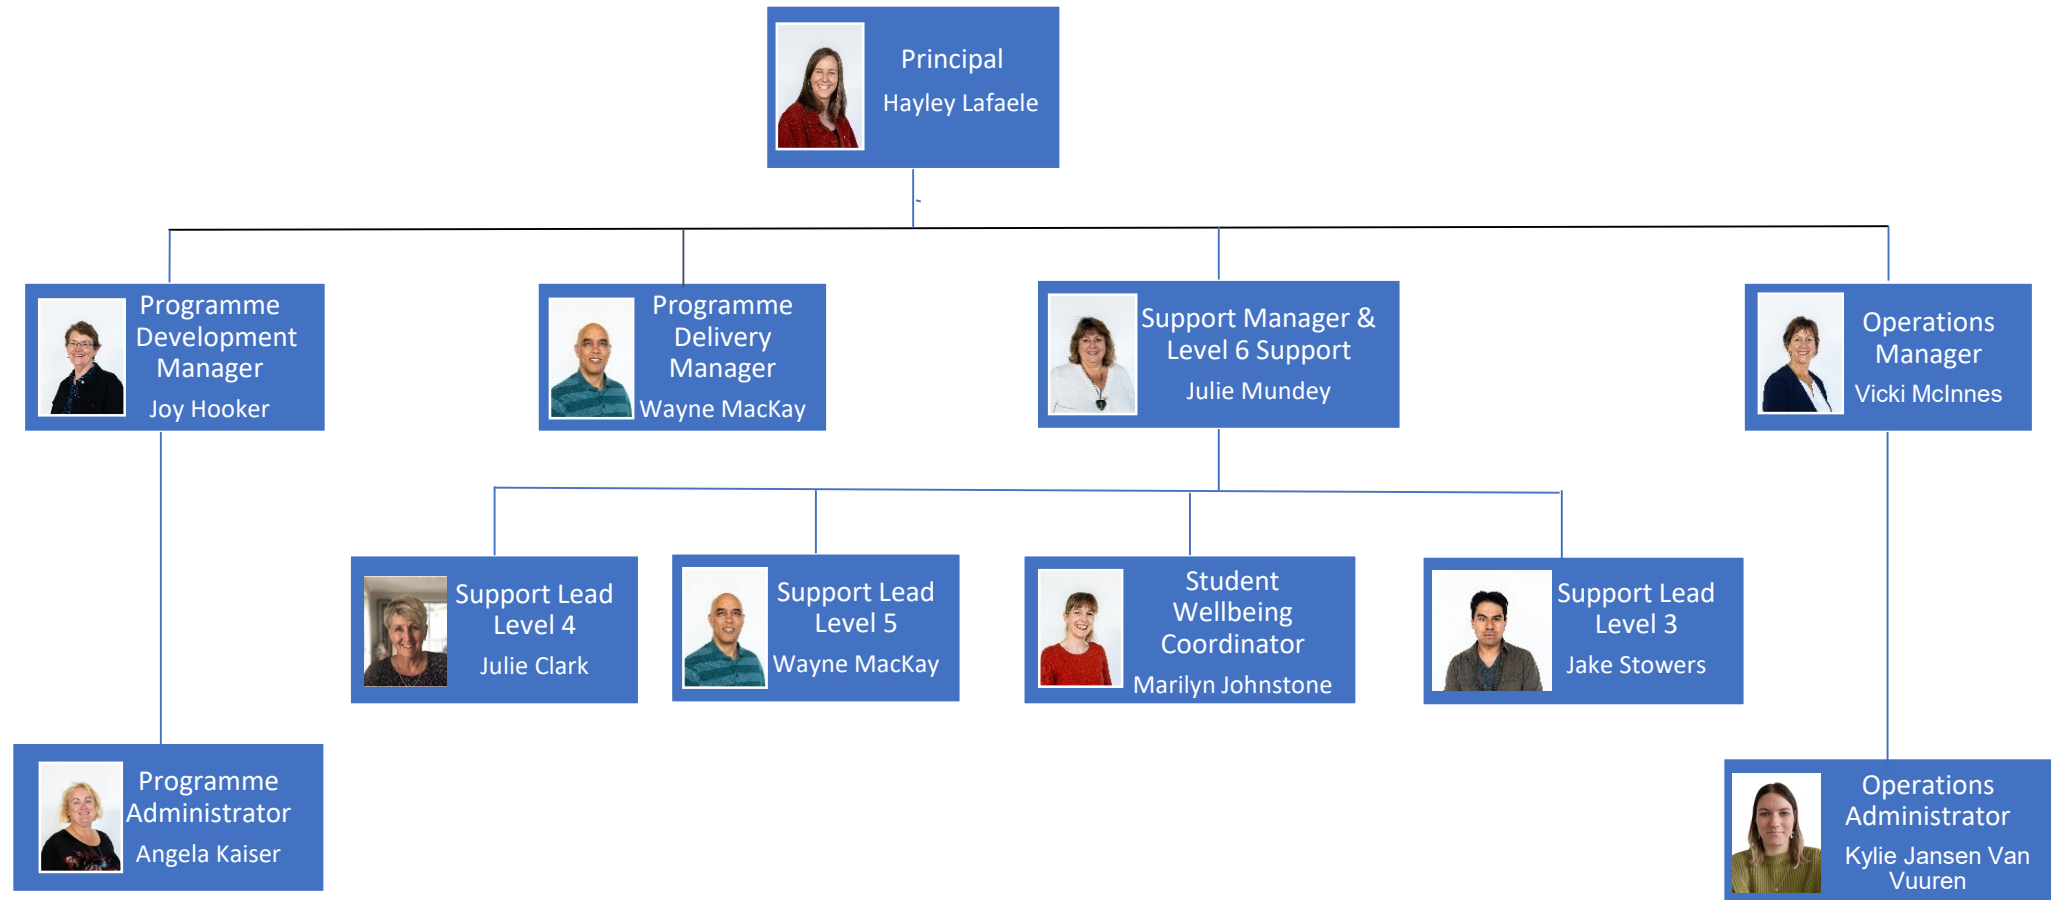 Principal
Hayley Lafaele
Programme
Development
Manager
Joy Hooker
Programme
Delivery
Manager
Wayne MacKay
Support Manager &
Level 6 Support
Julie Mundey
Operations
Manager
Vicki McInnes
Support Lead
Level 4
Julie Clark
Support Lead
Level 5
Wayne MacKay
Student
Wellbeing
Coordinator
Marilyn Johnstone
Support Lead
Level 3
Jake Stowers
Programme
Administrator
Angela Kaiser
Operations
Administrator
Kylie Jansen Van
Vuuren